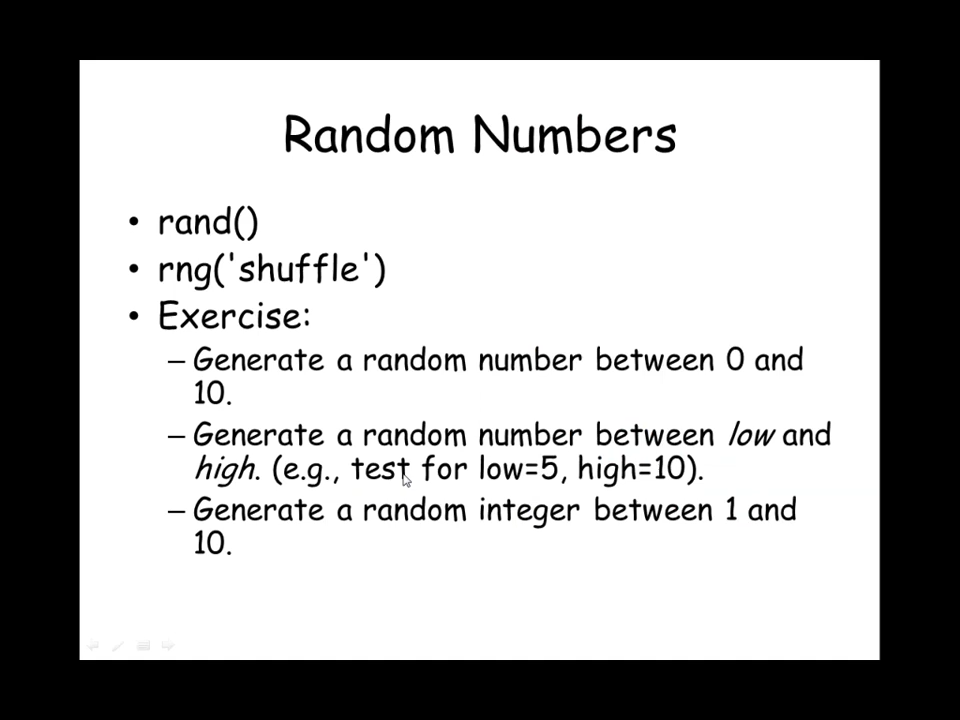 Random Numbers
• rand()
• rng('shuffle')
• Exercise:
– Generate a random number between 0 and
10.
– Generate a random number between low and
high. (e.g., test for low=5, high=10).
– Generate a random integer between 1 and
10.